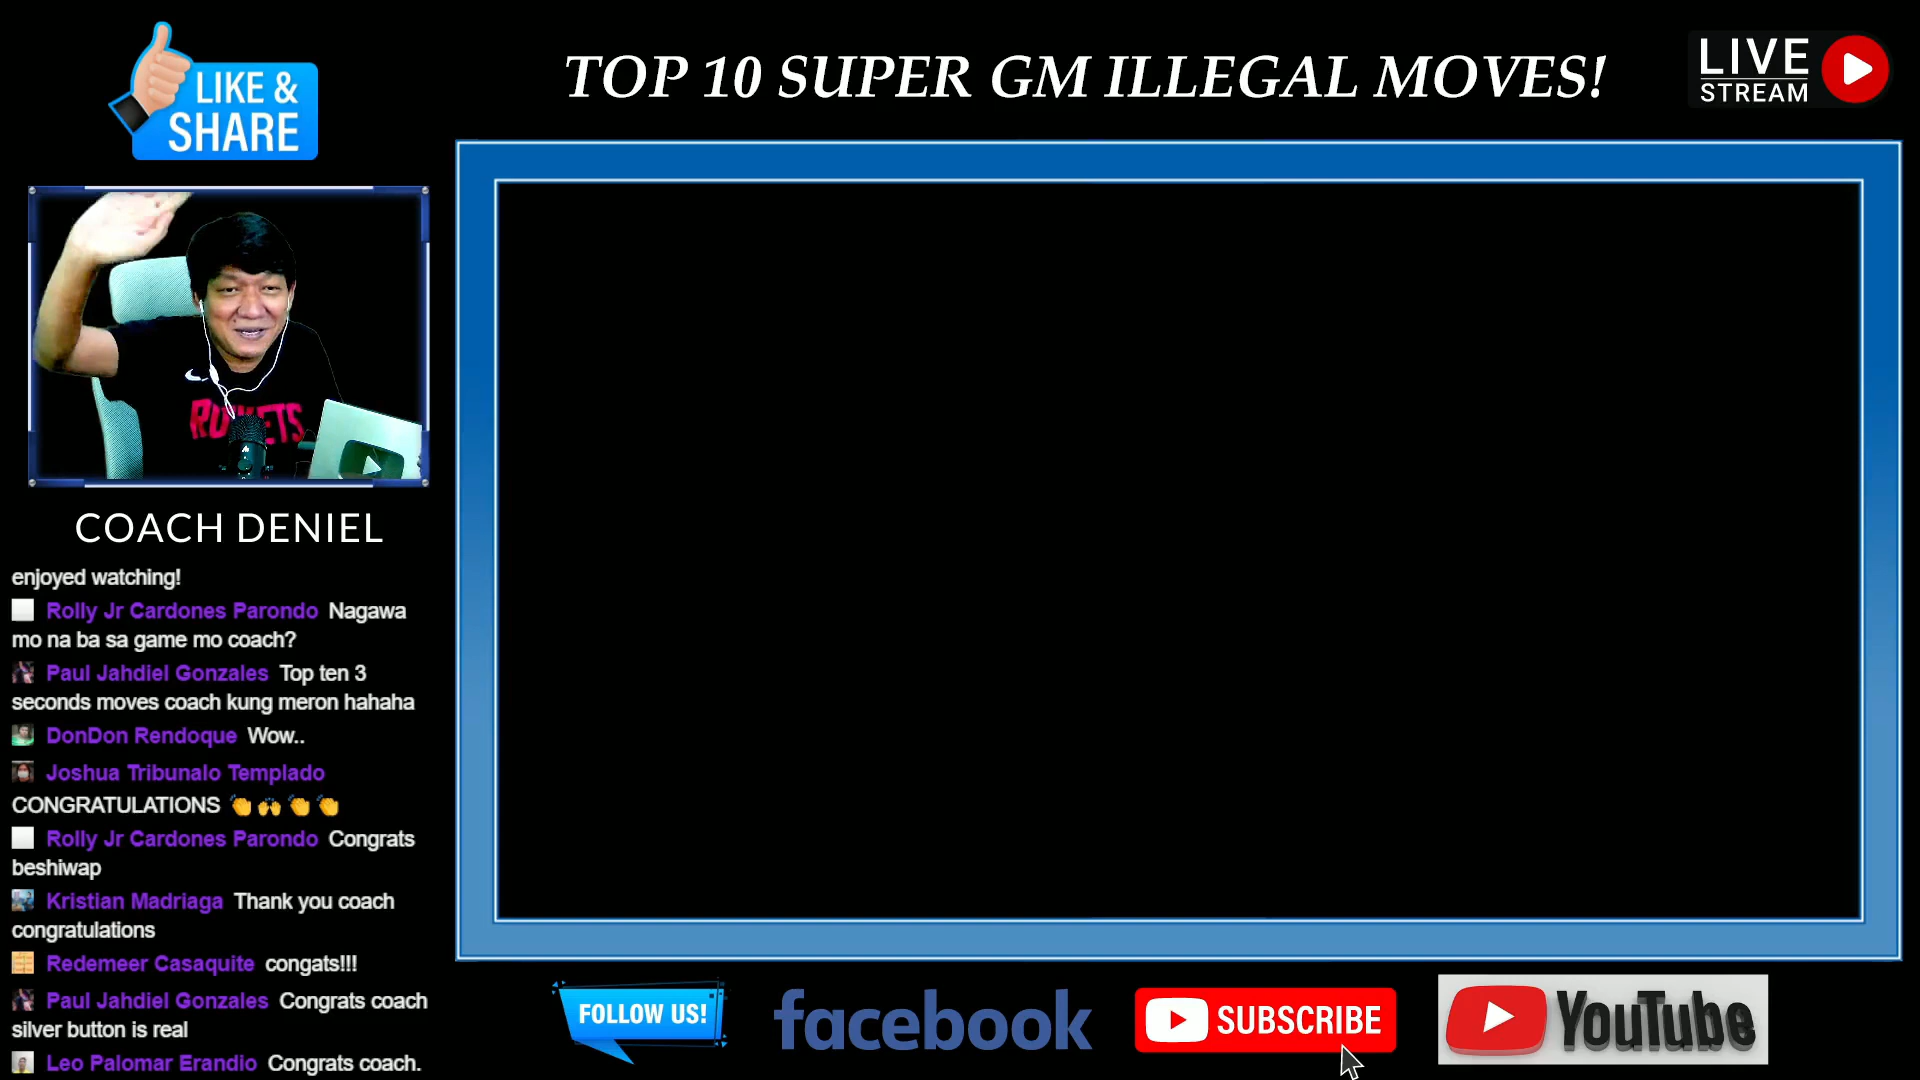 LIKE &
SHARE
TOP 10 SUPER GM ILLEGAL MOVES!
LIVE
STREAM
COACH DENIEL
enjoyed watching!
Rolly Jr Cardones Parondo Nagawa
mo na ba sa game mo coach?
Paul Jahdiel Gonzales Top ten 3
seconds moves coach kung meron hahaha
DonDon Rendoque Wow..
Joshua Tribunalo Templado
CONGRATULATIONS 👏 🙌 👏 👏
Rolly Jr Cardones Parondo Congrats
beshiwap
Kristian Madriaga Thank you coach
congratulations
Redemeer Casaquite congats!!!
Paul Jahdiel Gonzales Congrats coach
silver button is real
Leo Palomar Erandio Congrats coach.
FOLLOW US!
facebook
SUBSCRIBE
YouTube